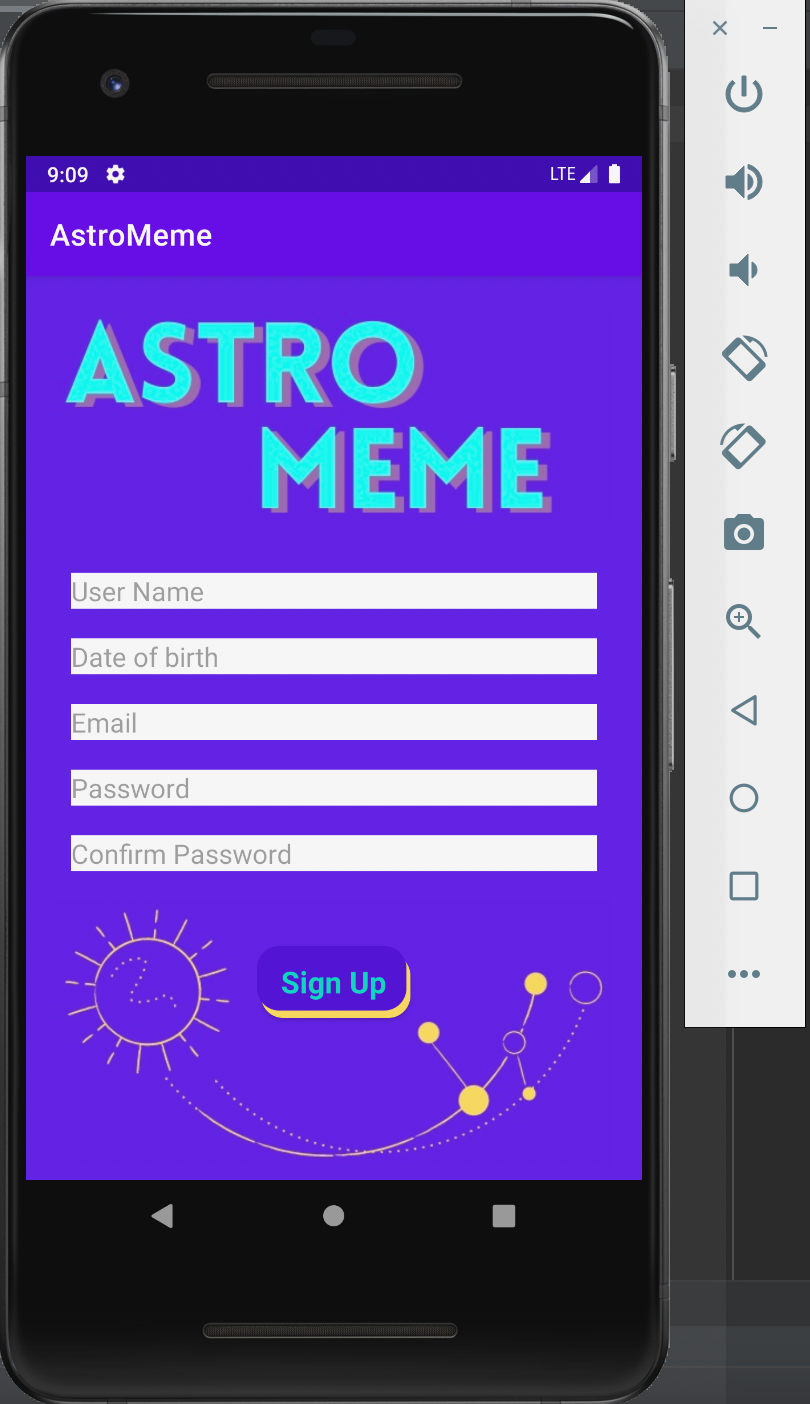 9:09 LTE
AstroMeme
ASTRO
MEME
User Name
Date of birth
Email
Password
Confirm Password
Sign Up